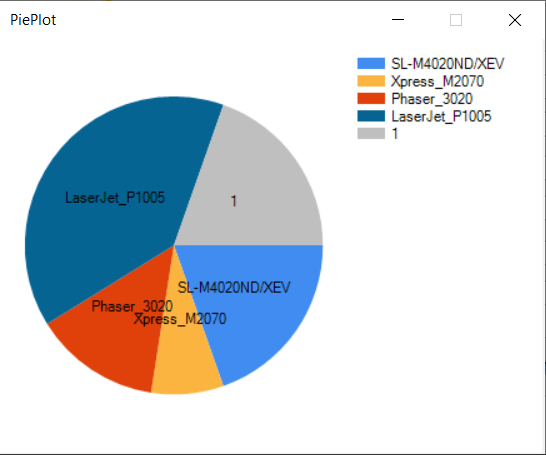 PiePlot
SL-M4020ND/XEV
Xpress_M2070
Phaser_3020
LaserJet_P1005
1
LaserJet_P1005
1
SL-M4020ND/XEV
Phaser_3020
Xpress_M2070